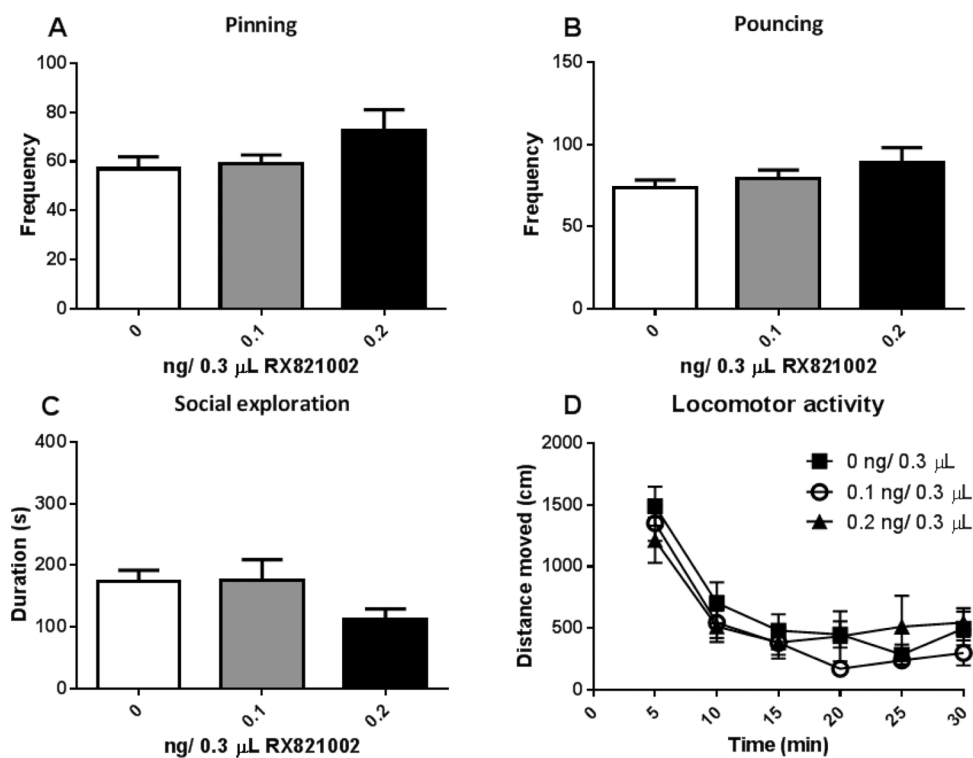 A
Pinning
100
80
60
40
20
0
Frequency
0
0.1
0.2
ng/ 0.3 μL RX821002
B
Pouncing
150
100
50
0
Frequency
0
0.1
0.2
ng/ 0.3 μL RX821002
C
Social exploration
400
300
200
100
0
Duration (s)
0
0.1
0.2
ng/ 0.3 μL RX821002
D
Locomotor activity
2000
1500
1000
500
0
Distance moved (cm)
0 ng/ 0.3 μL
0.1 ng/ 0.3 μL
0.2 ng/ 0.3 μL
0
5
10
15
20
25
30
Time (min)